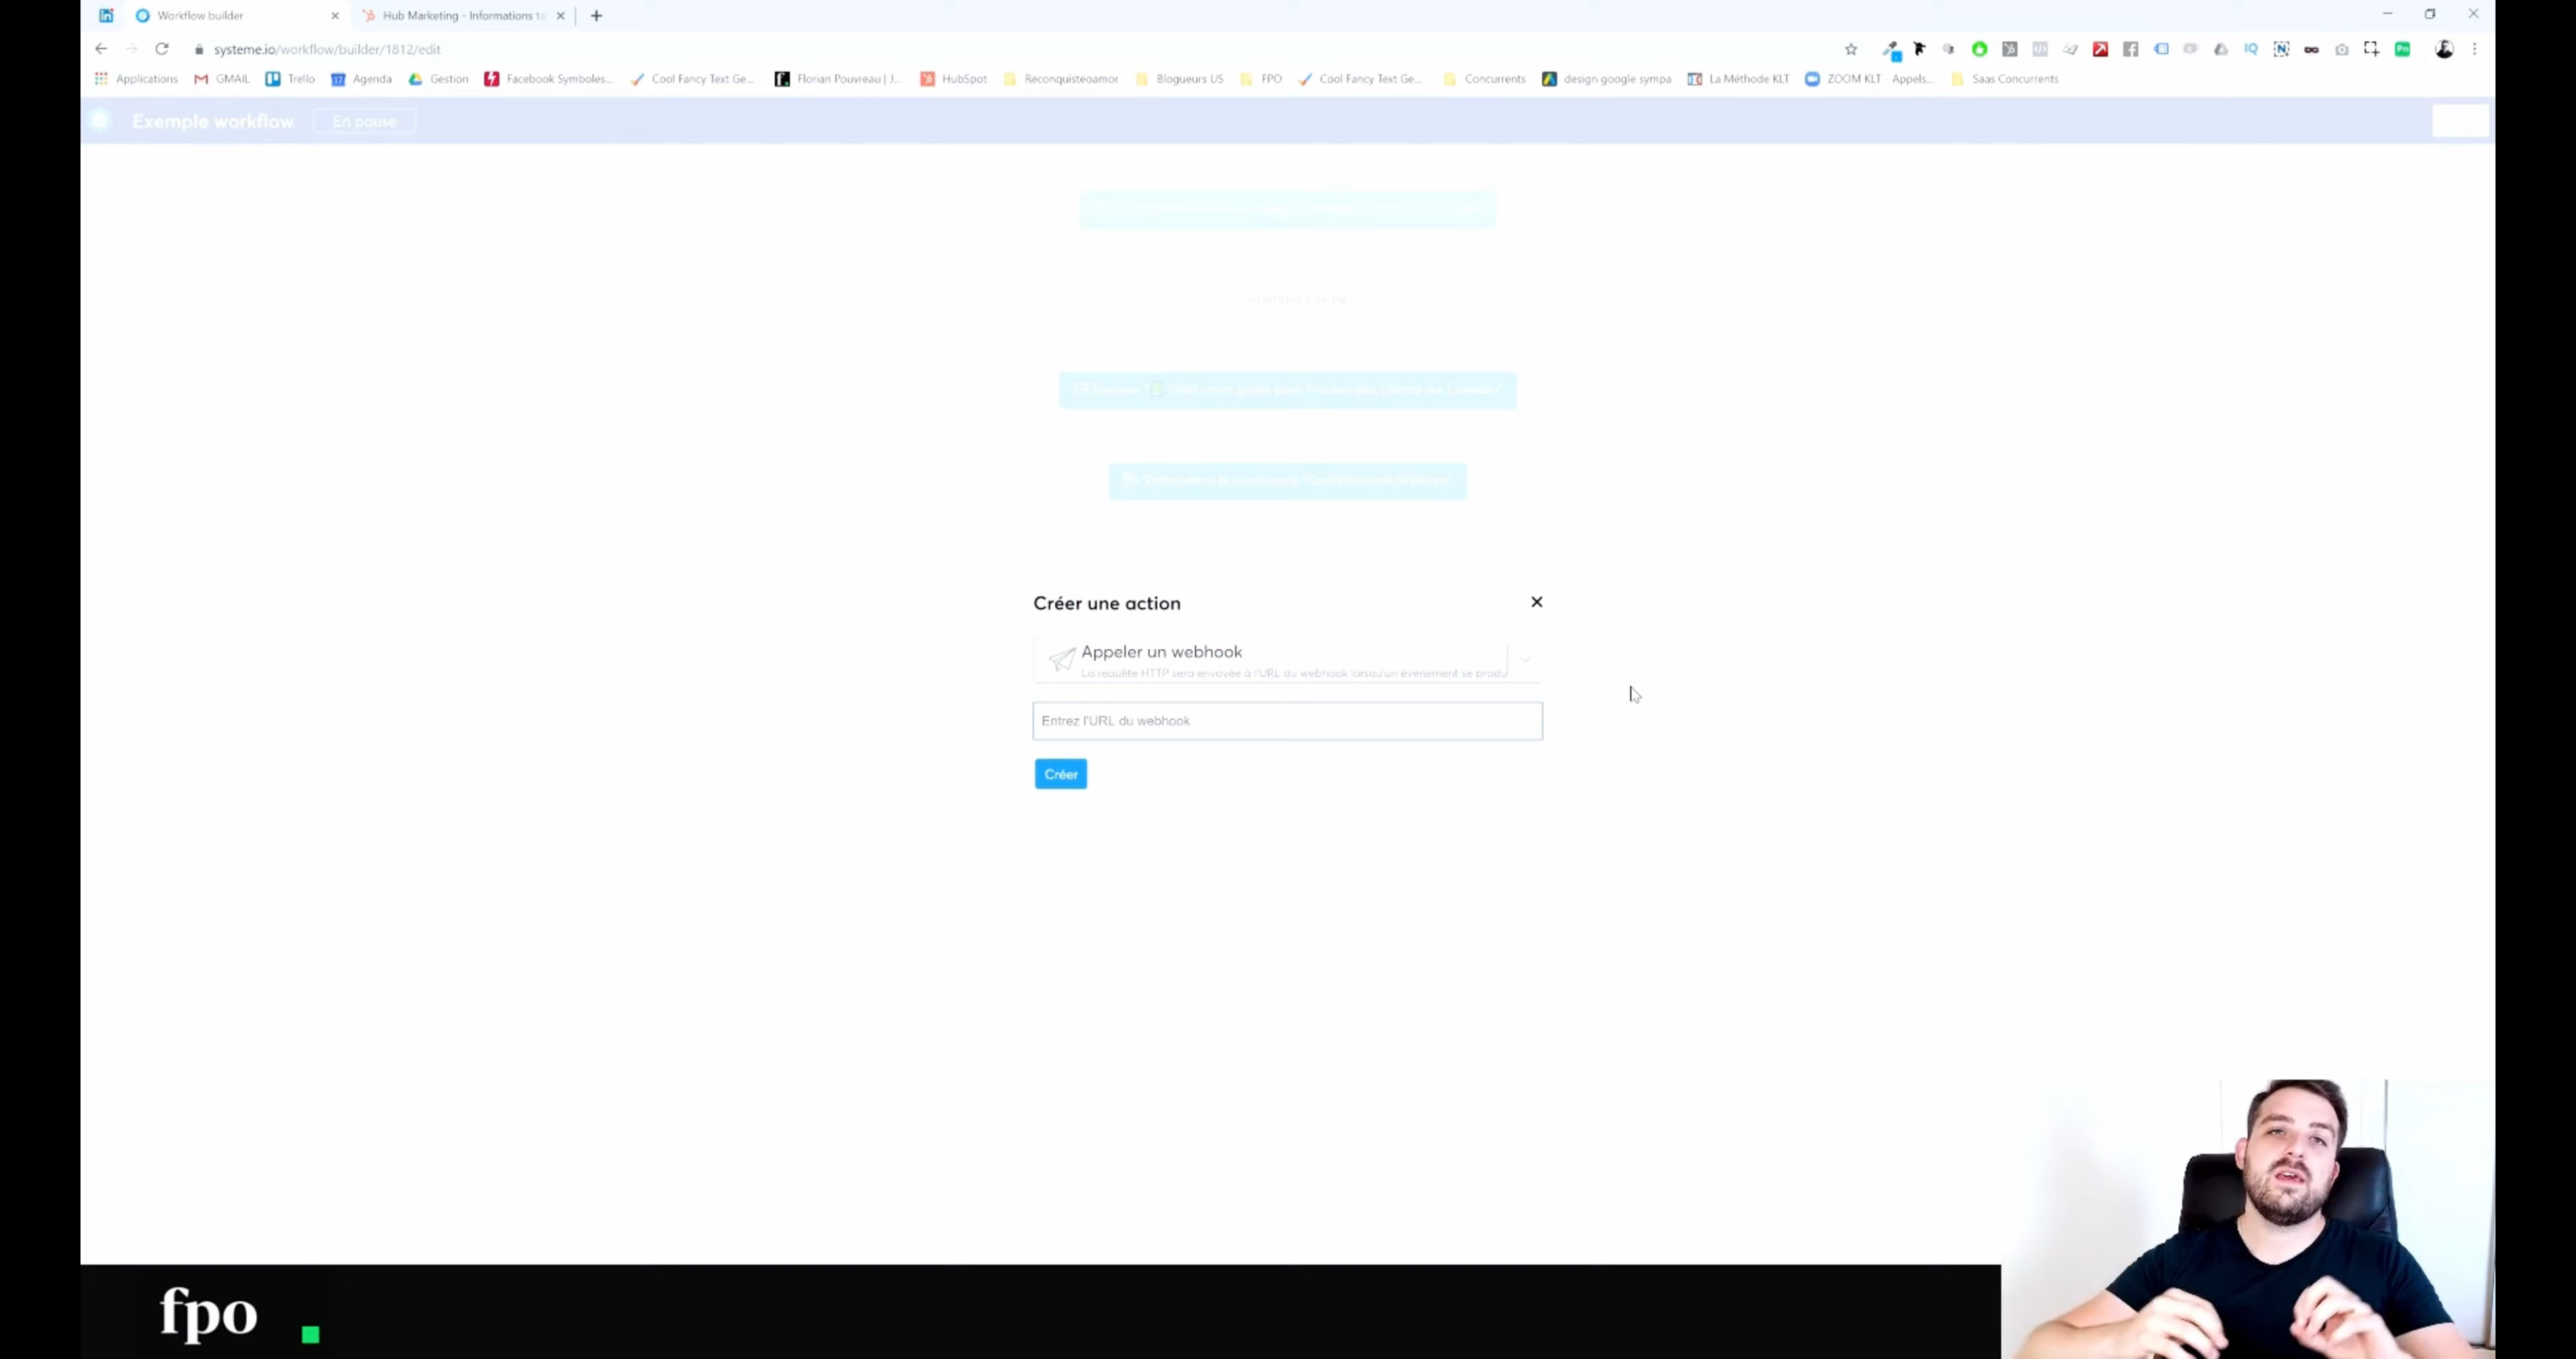 Workflow builder
Hub Marketing - Informations ta
systeme.io/workflow/builder/1812/edit
Applications GMAIL Trello Agenda Gestion Facebook Symboles... Cool Fancy Text Ge... Florian Pouvreau | J... HubSpot Reconquisteoamor Blogueurs US FPO Cool Fancy Text Ge... Concurrents design google sympa La Méthode KLT ZOOM KLT - Appels... Saas Concurrents
Exemple workflow En pause
Créer une action
Appeler un webhook
La requête HTTP sera envoyée à l'URL du webhook lorsqu'un événement se produ
Entrez l'URL du webhook
Créer
fpo